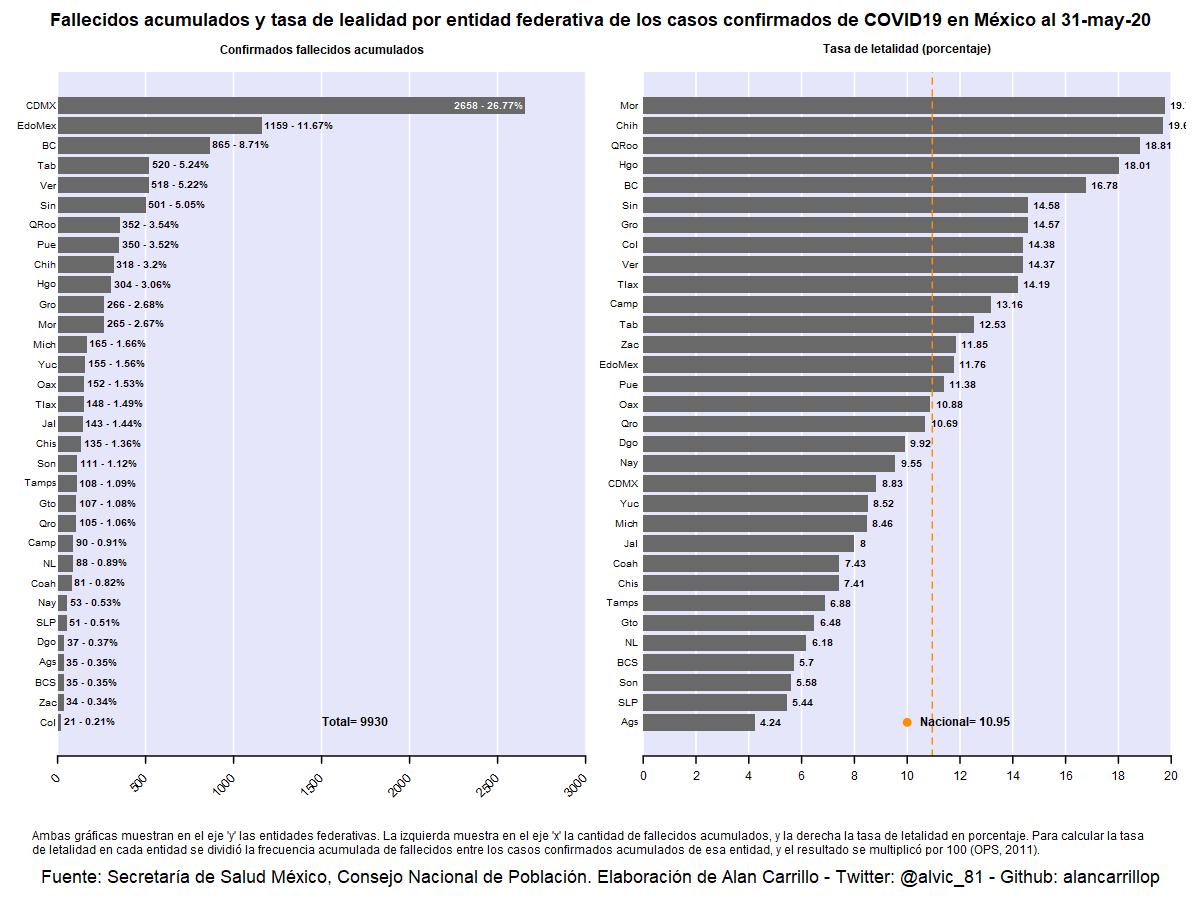 Fallecidos acumulados y tasa de lealidad por entidad federativa de los casos confirmados de COVID19 en México al 31-may-20
Confirmados fallecidos acumulados
CDMX 2658 - 26.77%
EdoMex 1159 - 11.67%
BC 865 - 8.71%
Tab 520 - 5.24%
Ver 518 - 5.22%
Sin 501 - 5.05%
QRoo 352 - 3.54%
Pue 350 - 3.52%
Chih 318 - 3.2%
Hgo 304 - 3.06%
Gro 266 - 2.68%
Mor 265 - 2.67%
Mich 165 - 1.66%
Yuc 155 - 1.56%
Oax 152 - 1.53%
Tlax 148 - 1.49%
Jal 143 - 1.44%
Chis 135 - 1.36%
Son 111 - 1.12%
Tamps 108 - 1.09%
Gto 107 - 1.08%
Qro 105 - 1.06%
Camp 90 - 0.91%
NL 88 - 0.89%
Coah 81 - 0.82%
Nay 53 - 0.53%
SLP 51 - 0.51%
Dgo 37 - 0.37%
Ags 35 - 0.35%
BCS 35 - 0.35%
Zac 34 - 0.34%
Col 21 - 0.21%
Total= 9930
0 500 1000 1500 2000 2500 3000
Tasa de letalidad (porcentaje)
Mor 19.
Chih 19.6
QRoo 18.81
Hgo 18.01
BC 16.78
Sin 14.58
Gro 14.57
Col 14.38
Ver 14.37
Tlax 14.19
Camp 13.16
Tab 12.53
Zac 11.85
EdoMex 11.76
Pue 11.38
Oax 10.88
Qro 10.69
Dgo 9.92
Nay 9.55
CDMX 8.83
Yuc 8.52
Mich 8.46
Jal 8
Coah 7.43
Chis 7.41
Tamps 6.88
Gto 6.48
NL 6.18
BCS 5.7
Son 5.58
SLP 5.44
Ags 4.24
Nacional= 10.95
0 2 4 6 8 10 12 14 16 18 20
Ambas gráficas muestran en el eje 'y' las entidades federativas. La izquierda muestra en el eje 'x' la cantidad de fallecidos acumulados, y la derecha la tasa de letalidad en porcentaje. Para calcular la tasa
de letalidad en cada entidad se dividió la frecuencia acumulada de fallecidos entre los casos confirmados acumulados de esa entidad, y el resultado se multiplicó por 100 (OPS, 2011).
Fuente: Secretaría de Salud México, Consejo Nacional de Población. Elaboración de Alan Carrillo - Twitter: @alvic_81 - Github: alancarrillop